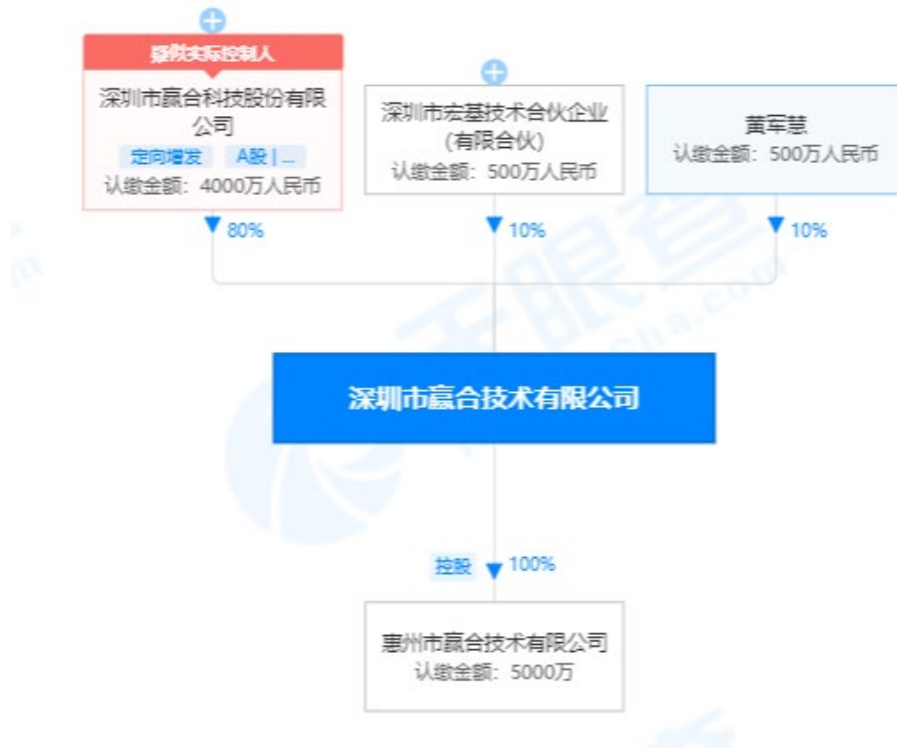 疑似实际控制人
深圳市赢合科技股份有限
公司
定向增发 A股 | ...
认缴金额：4000万人民币
深圳市宏基技术合伙企业
（有限合伙）
认缴金额：500万人民币
黄军慧
认缴金额：500万人民币
80%
10%
10%
深圳市赢合技术有限公司
控股 100%
惠州市赢合技术有限公司
认缴金额：5000万
天眼查